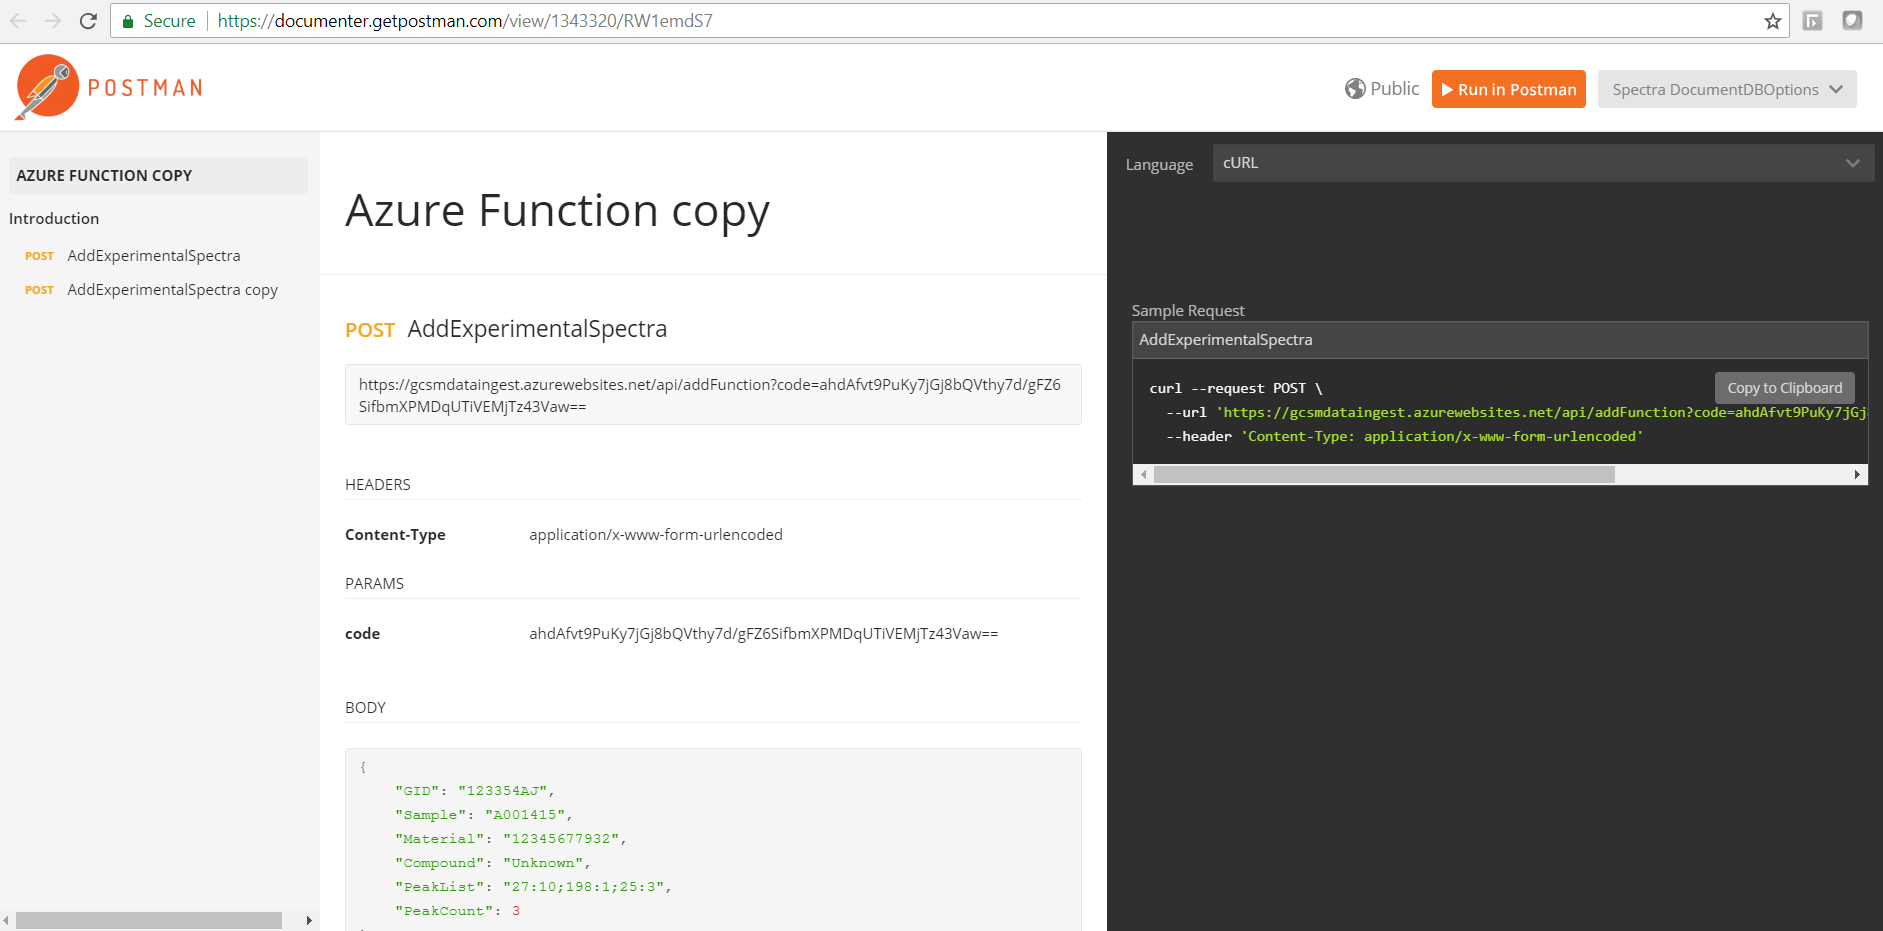 Secure https://documenter.getpostman.com/view/1343320/RW1emdS7
POSTMAN
Public
Run in Postman
Spectra DocumentDBOptions
AZURE FUNCTION COPY
Introduction
POST AddExperimentalSpectra
POST AddExperimentalSpectra copy
Azure Function copy
POST AddExperimentalSpectra
https://gcsmdataingest.azurewebsites.net/api/addFunction?code=ahdAfvt9PuKy7jGj8bQVthy7d/gFZ6
SifbmXPMDqUTiVEMjTz43Vaw==
HEADERS
Content-Type application/x-www-form-urlencoded
PARAMS
code ahdAfvt9PuKy7jGj8bQVthy7d/gFZ6SifbmXPMDqUTiVEMjTz43Vaw==
BODY
{
"GID": "123354AJ",
"Sample": "A001415",
"Material": "12345677932",
"Compound": "Unknown",
"PeakList": "27:10;198:1;25:3",
"PeakCount": 3
Language cURL
Sample Request
AddExperimentalSpectra
Copy to Clipboard
curl --request POST \
--url 'https://gcsmdataingest.azurewebsites.net/api/addFunction?code=ahdAfvt9PuKy7jGj
--header 'Content-Type: application/x-www-form-urlencoded'